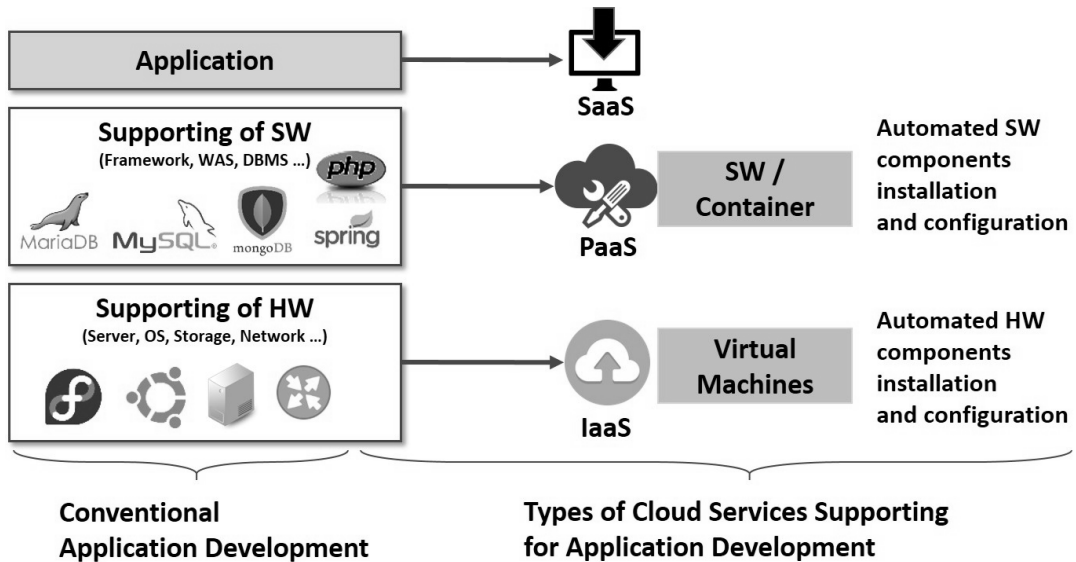 Application
SaaS
Supporting of SW
(Framework, WAS, DBMS ...)
php
MariaDB
MySQL®
mongoDB
spring
PaaS
SW /
Container
Automated SW
components
installation
and configuration
Supporting of HW
(Server, OS, Storage, Network ...)
IaaS
Virtual
Machines
Automated HW
components
installation
and configuration
Conventional
Application Development
Types of Cloud Services Supporting
for Application Development